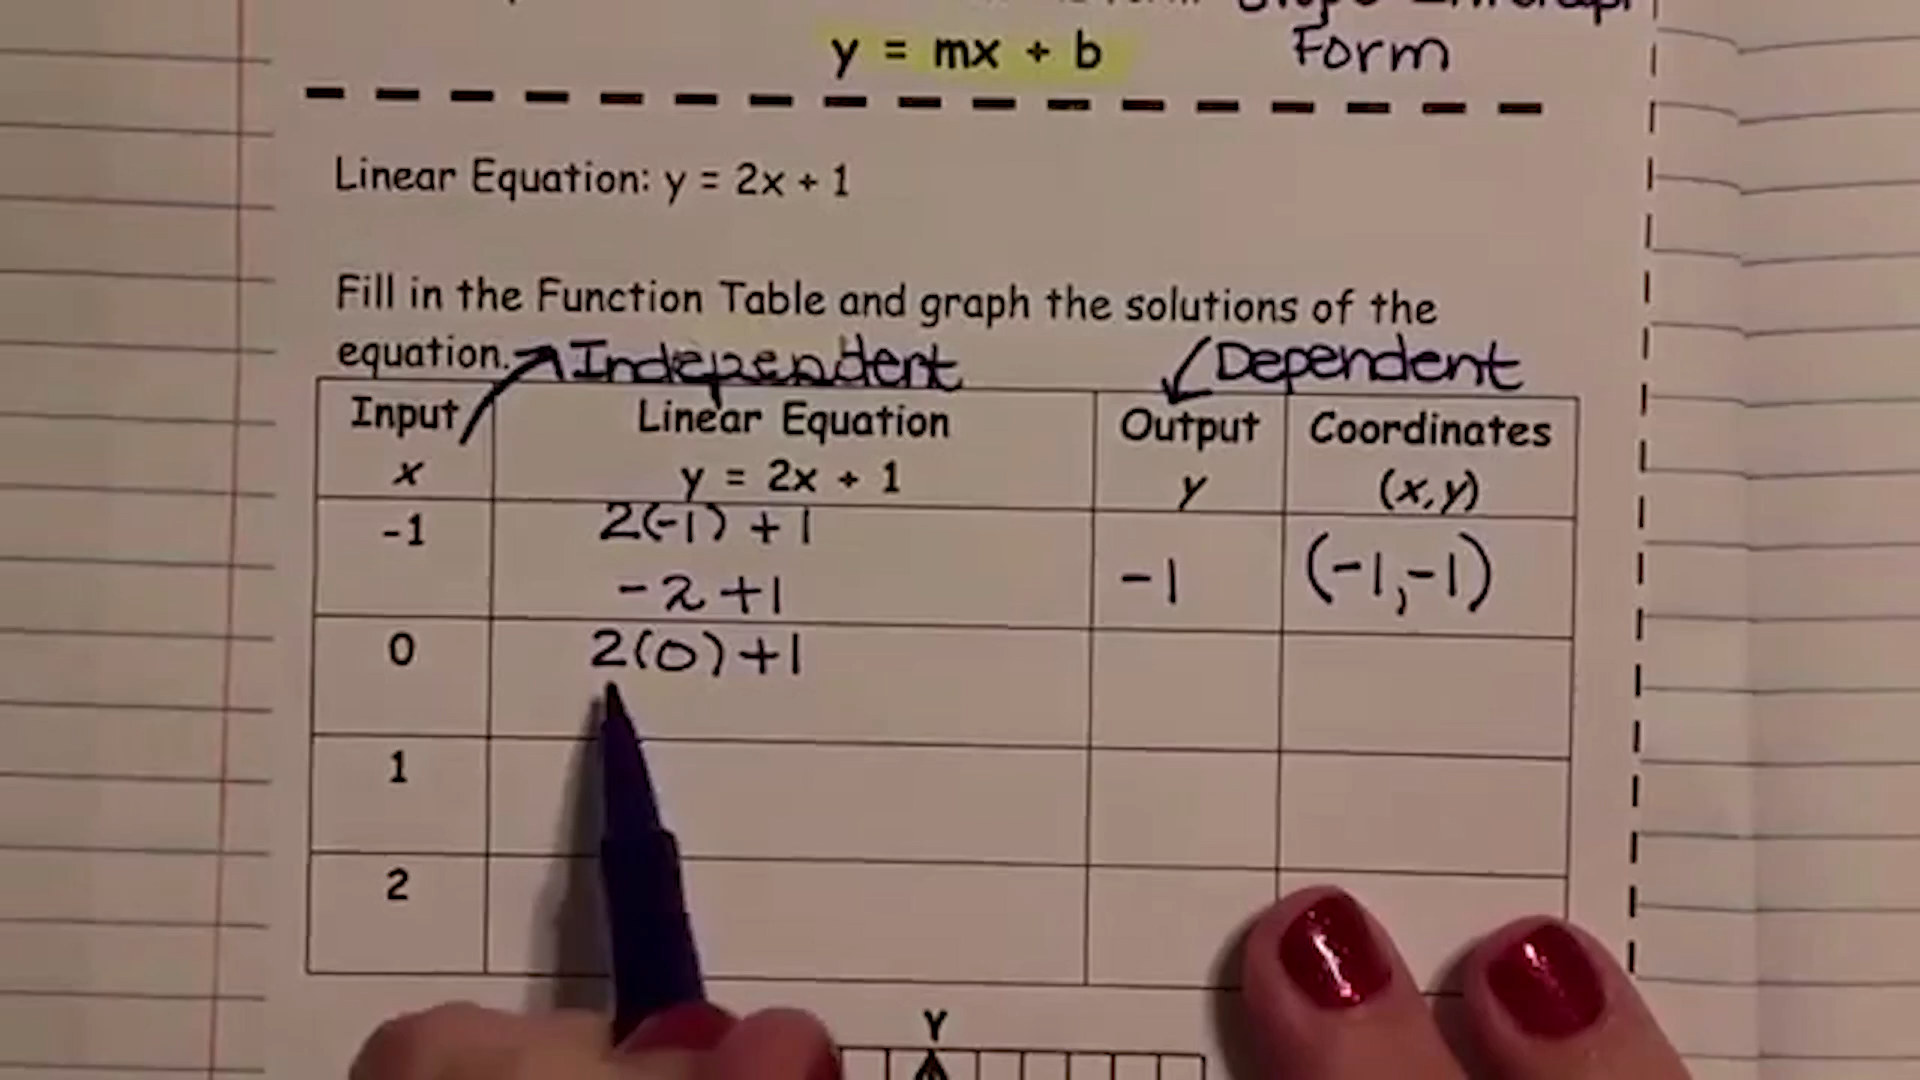 y = mx + b
Form
Linear Equation: y = 2x + 1
Fill in the Function Table and graph the solutions of the
equation. Independent Dependent
Input Linear Equation Output Coordinates
x y = 2x + 1 y (x,y)
-1 2(-1) + 1
-2 +1 -1 (-1,-1)
0 2(0)+1
1
2
Y